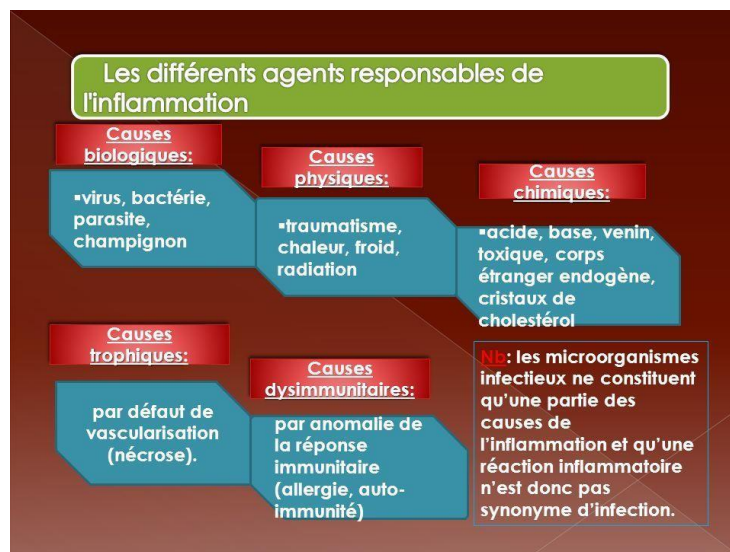 Les différents agents responsables de
l'inflammation
Causes
biologiques:
▪virus, bactérie,
parasite,
champignon
Causes
physiques:
▪traumatisme,
chaleur, froid,
radiation
Causes
chimiques:
▪acide, base, venin,
toxique, corps
étranger endogène,
cristaux de
cholestérol
Causes
trophiques:
par défaut de
vascularisation
(nécrose).
Causes
dysimmunitaires:
par anomalie de
la réponse
immunitaire
(allergie, auto-
immunité)
Nb: les microorganismes
infectieux ne constituent
qu’une partie des
causes de
l’inflammation et qu’une
réaction inflammatoire
n’est donc pas
synonyme d’infection.